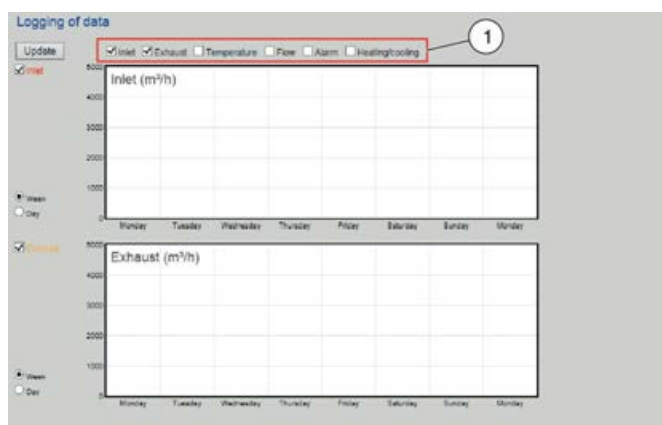 Logging of data
1
Update
Inlet Exhaust Temperature Flow Alarm Heating/cooling
Inlet
Inlet (m³/h)
5000
4000
3000
2000
1000
0
Week
Day
Monday Tuesday Wednesday Thursday Friday Saturday Sunday Monday
Exhaust
Exhaust (m³/h)
5000
4000
3000
2000
1000
0
Week
Day
Monday Tuesday Wednesday Thursday Friday Saturday Sunday Monday